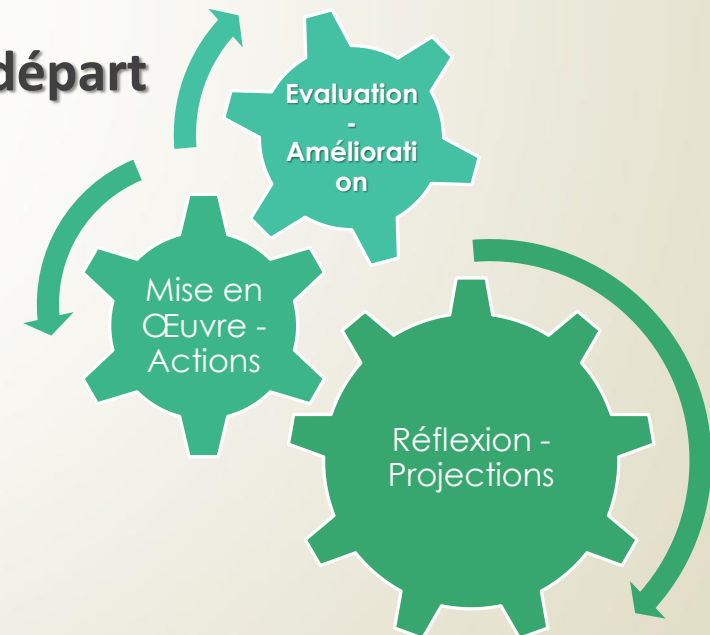 départ
Evaluation
-
Améliorati
on
Mise en
Œuvre -
Actions
Réflexion -
Projections